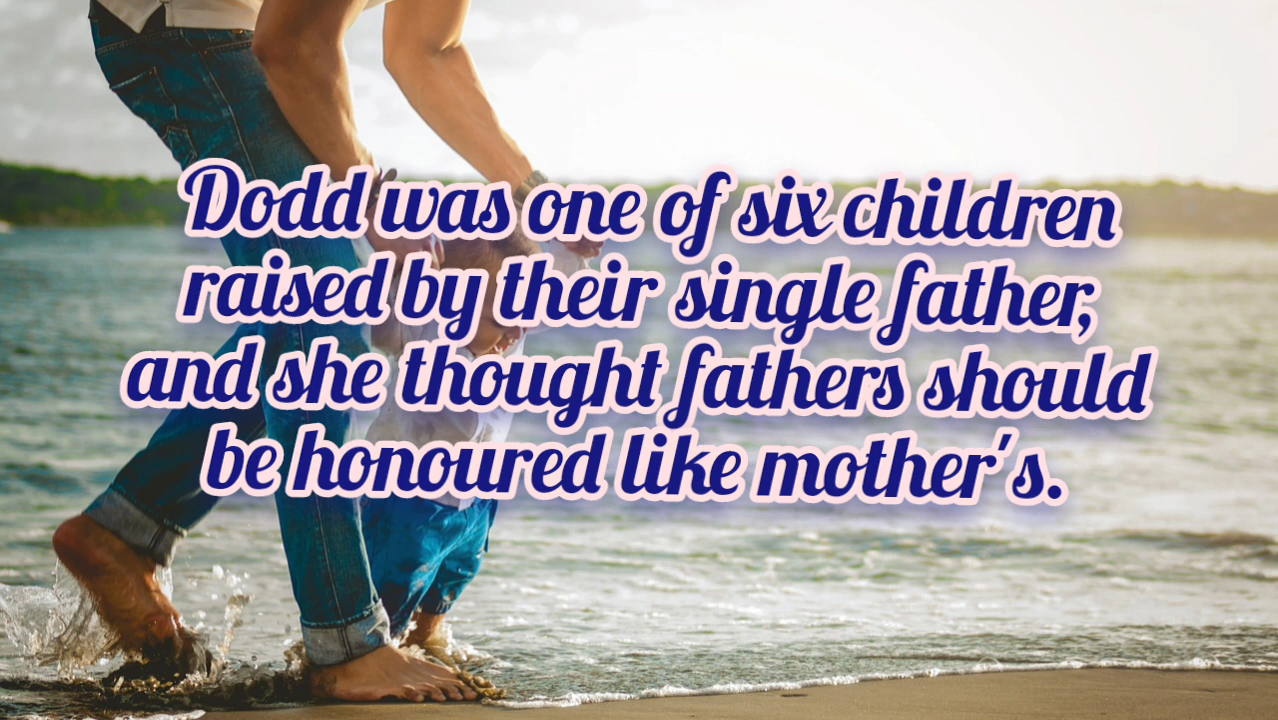 Dodd was one of six children
raised by their single father,
and she thought fathers should
be honoured like mother's.